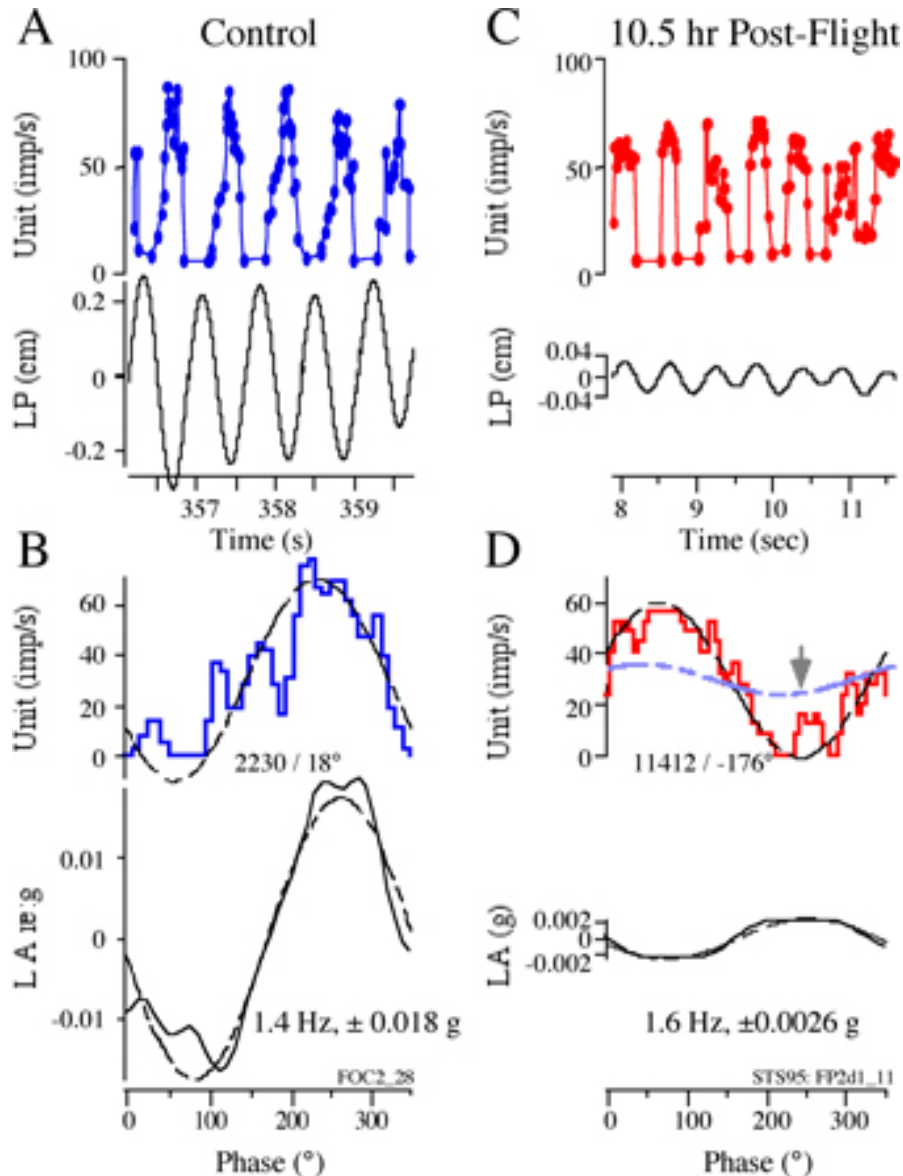 A Control
100
50
0
Unit (imp/s)
0.2
0
-0.2
LP (cm)
357 358 359
Time (s)
C 10.5 hr Post-Flight
100
50
0
Unit (imp/s)
0.04
0
-0.04
LP (cm)
8 9 10 11
Time (sec)
B
60
40
20
0
Unit (imp/s)
2230 / 18°
0.01
0
-0.01
1.4 Hz, ± 0.018 g
FOC2_28
0 100 200 300
Phase (°)
D
60
40
20
0
Unit (imp/s)
11412 / -176°
0.002
0
-0.002
LA (g)
1.6 Hz, ±0.0026 g
STS95: FP2d1_11
0 100 200 300
Phase (°)